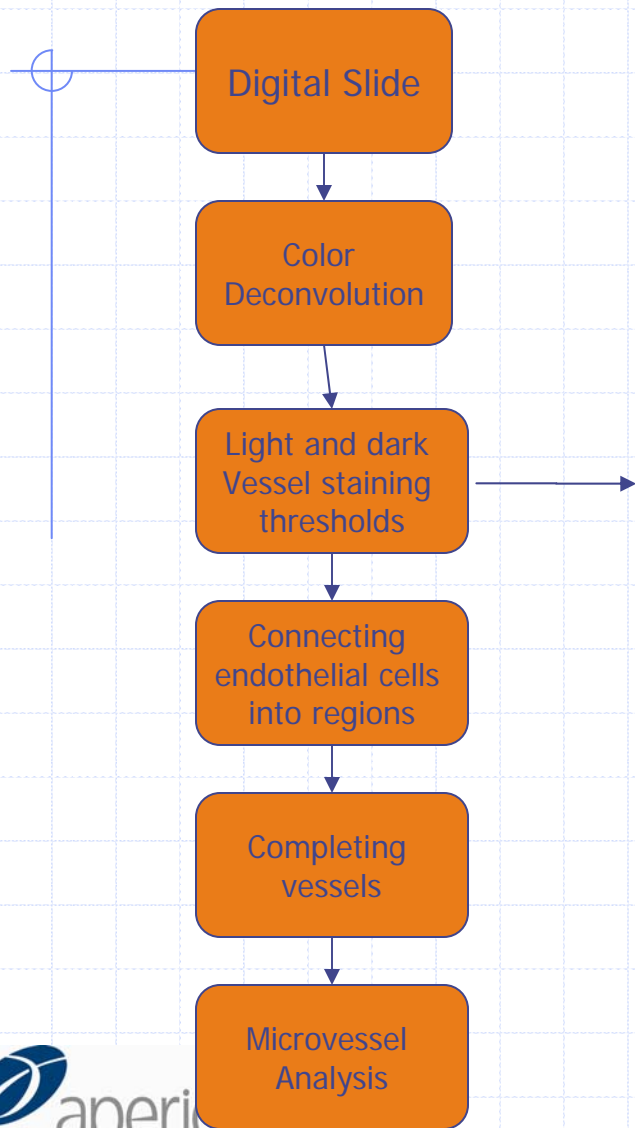 Digital Slide
Color
Deconvolution
Light and dark
Vessel staining
thresholds
Connecting
endothelial cells
into regions
Completing
vessels
Microvessel
Analysis